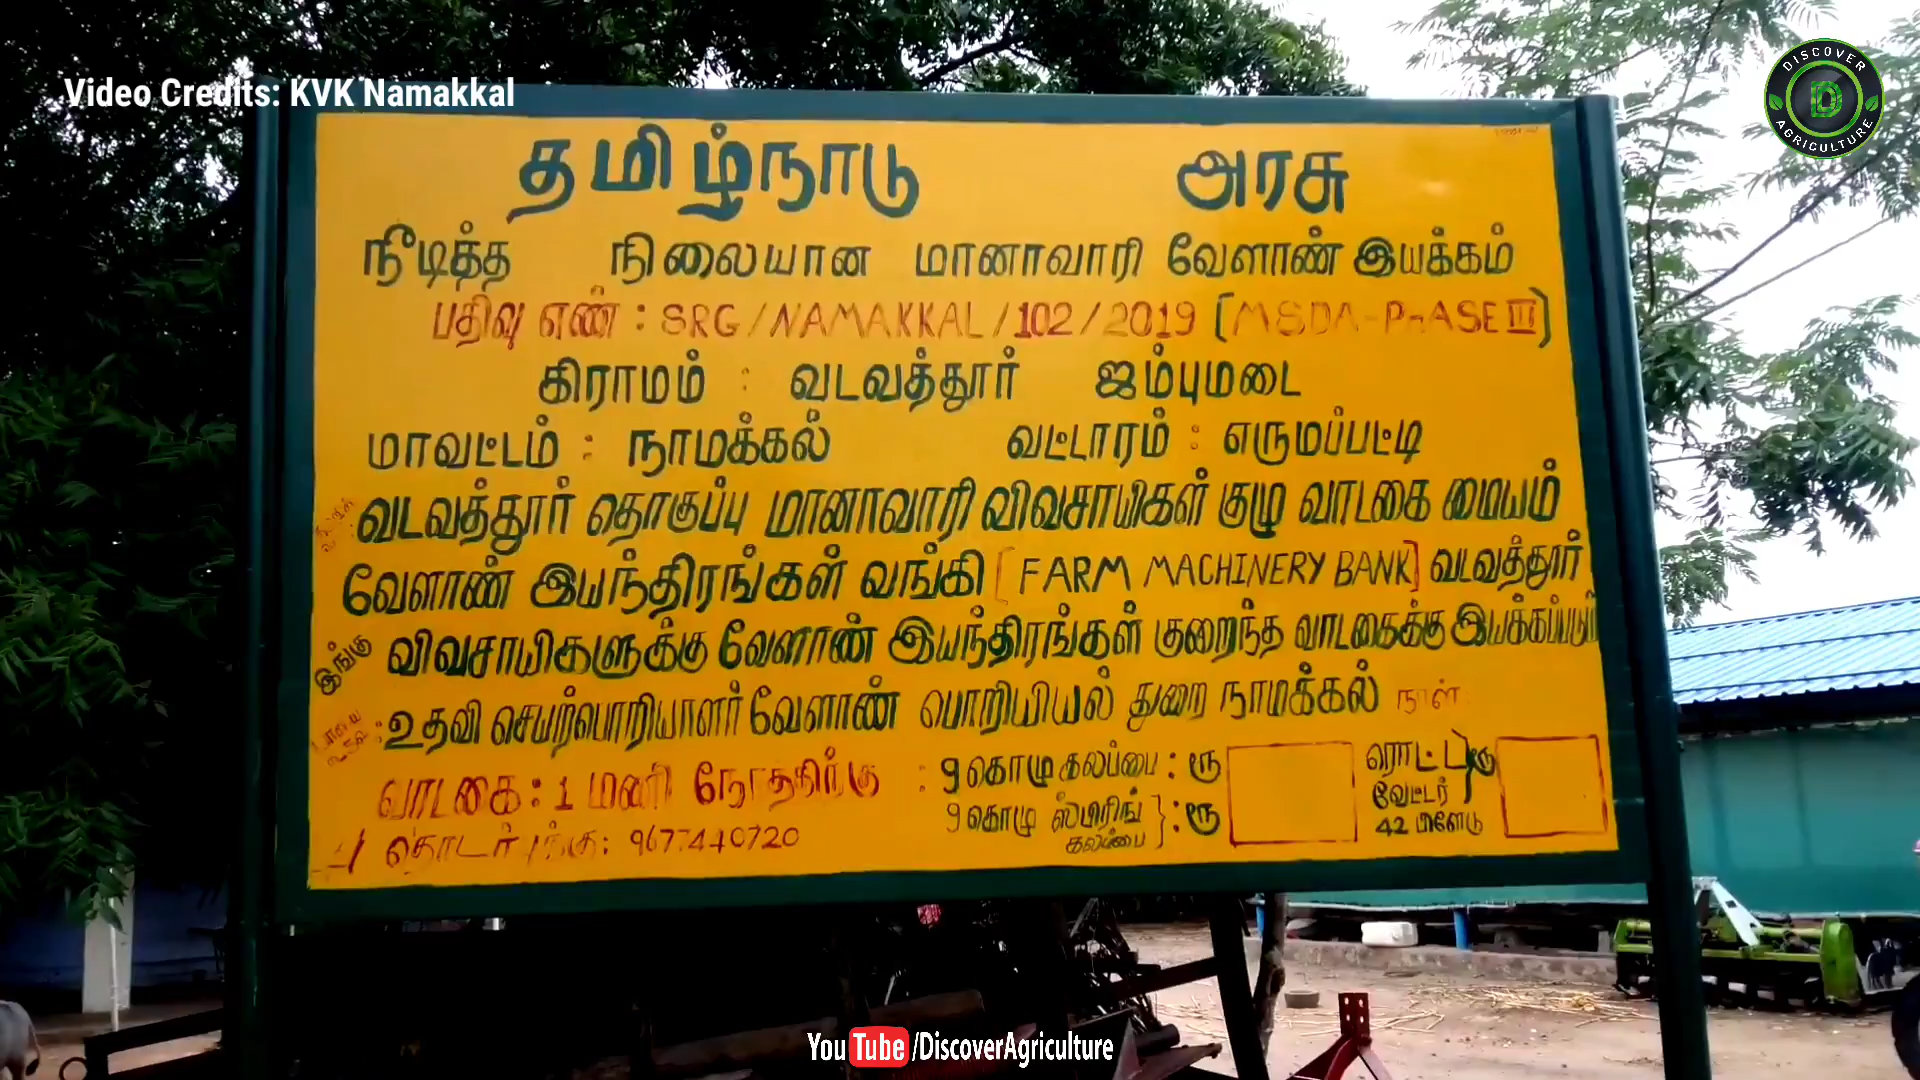 Video Credits: KVK Namakkal
DISCOVER AGRICULTURE
D
தமிழ்நாடு அரசு
நீடித்த நிலையான மானாவாரி வேளாண் இயக்கம்
பதிவு எண் : SRG/NAMAKKAL/102/2019 [MSDA-PHASE III]
கிராமம் : வடவத்தூர் ஜம்புமடை
மாவட்டம் : நாமக்கல் வட்டாரம் : எருமப்பட்டி
வடவத்தூர் தொகுப்பு மானாவாரி விவசாயிகள் குழு வாடகை மையம்
வேளாண் இயந்திரங்கள் வங்கி [FARM MACHINERY BANK] வடவத்தூர்
இங்கு விவசாயிகளுக்கு வேளாண் இயந்திரங்கள் குறைந்த வாடகைக்கு
: உதவி செயற்பொறியாளர் வேளாண் பொறியியல் துறை நாமக்கல் நாள்
வாடகை : 1 மணி நேரத்திற்கு : 9 கொழு கலப்பை : ரூ
9 கொழு ஸ்பிரிங் கலப்பை } : ரூ
ரொட்ட வேட்டர் 42 பிளேடு } ரூ
9677440720
YouTube /DiscoverAgriculture